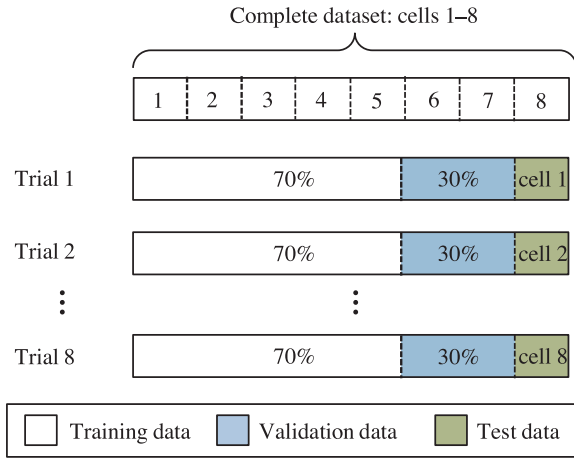 Complete dataset: cells 1–8
1 2 3 4 5 6 7 8
Trial 1 70% 30% cell 1
Trial 2 70% 30% cell 2
Trial 8 70% 30% cell 8
Training data Validation data Test data